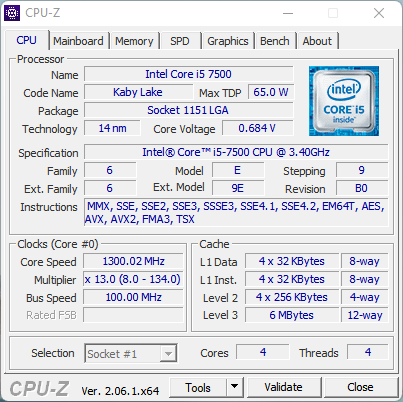 CPU-Z
CPU Mainboard Memory SPD Graphics Bench About
Processor
Name Intel Core i5 7500
Code Name Kaby Lake Max TDP 65.0 W
Package Socket 1151 LGA
Technology 14 nm Core Voltage 0.684 V
intel
CORE i5
inside™
Specification Intel® Core™ i5-7500 CPU @ 3.40GHz
Family 6 Model E Stepping 9
Ext. Family 6 Ext. Model 9E Revision B0
Instructions MMX, SSE, SSE2, SSE3, SSSE3, SSE4.1, SSE4.2, EM64T, AES,
AVX, AVX2, FMA3, TSX
Clocks (Core #0)
Core Speed 1300.02 MHz
Multiplier x 13.0 (8.0 - 134.0)
Bus Speed 100.00 MHz
Rated FSB
Cache
L1 Data 4 x 32 KBytes 8-way
L1 Inst. 4 x 32 KBytes 8-way
Level 2 4 x 256 KBytes 4-way
Level 3 6 MBytes 12-way
Selection Socket #1 Cores 4 Threads 4
CPU-Z Ver. 2.06.1.x64 Tools Validate Close